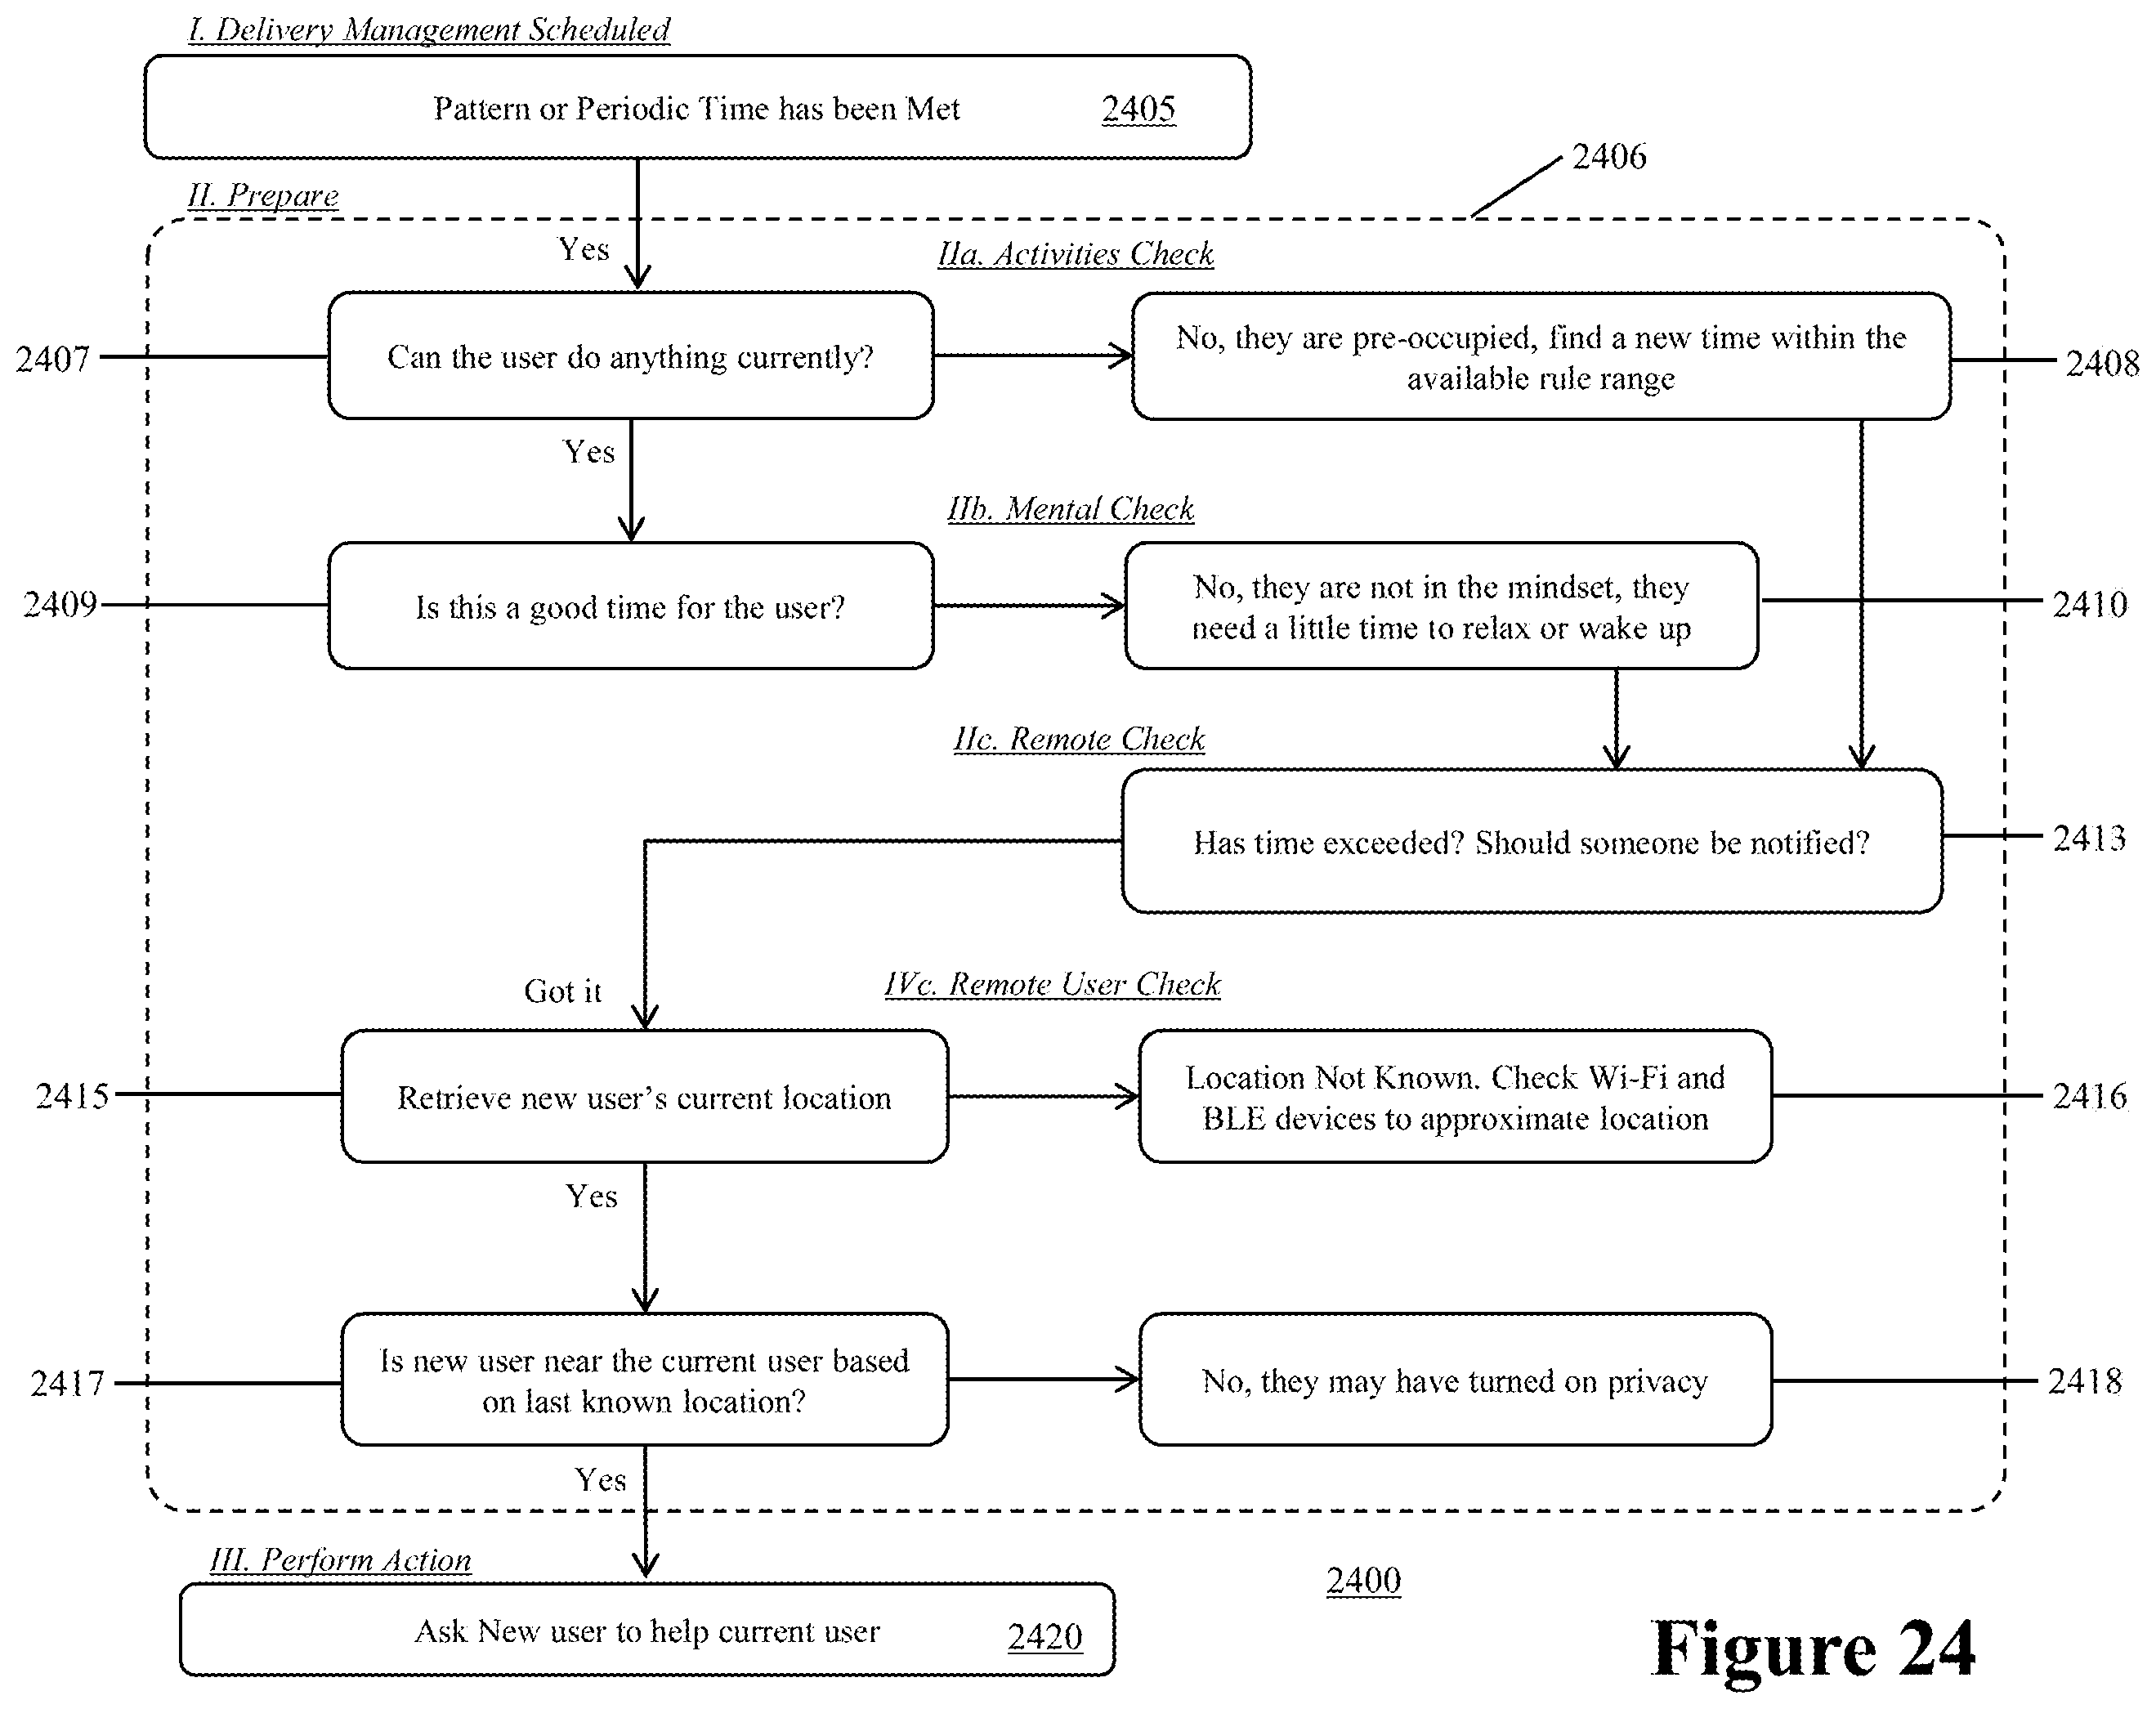 I. Delivery Management Scheduled
Pattern or Periodic Time has been Met 2405
2406
II. Prepare
Yes
IIa. Activities Check
2407
Can the user do anything currently?
No, they are pre-occupied, find a new time within the
available rule range
2408
Yes
IIb. Mental Check
2409
Is this a good time for the user?
No, they are not in the mindset, they
need a little time to relax or wake up
2410
IIc. Remote Check
Has time exceeded? Should someone be notified?
2413
Got it
IVc. Remote User Check
2415
Retrieve new user's current location
Location Not Known. Check Wi-Fi and
BLE devices to approximate location
2416
Yes
2417
Is new user near the current user based
on last known location?
No, they may have turned on privacy
2418
Yes
III. Perform Action
Ask New user to help current user 2420
2400
Figure 24